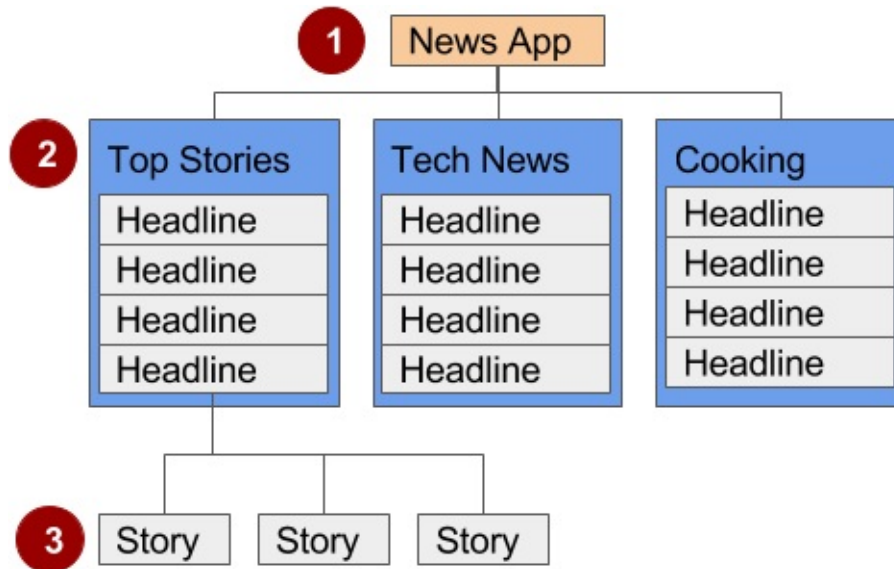 1 News App
2 Top Stories Tech News Cooking
Headline Headline Headline
Headline Headline Headline
Headline Headline Headline
Headline Headline Headline
3 Story Story Story